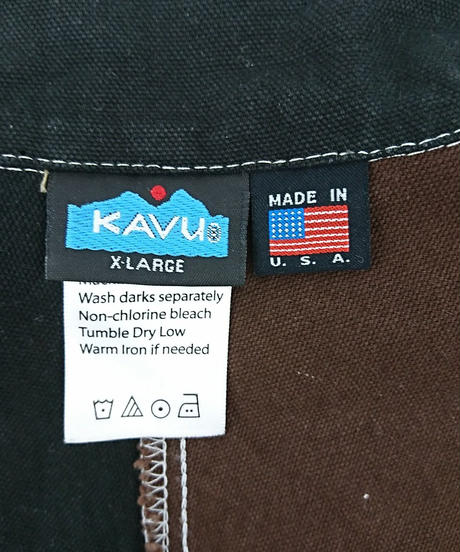 KAVU
X-LARGE
MADE IN
U. S. A.
Wash darks separately
Non-chlorine bleach
Tumble Dry Low
Warm Iron if needed